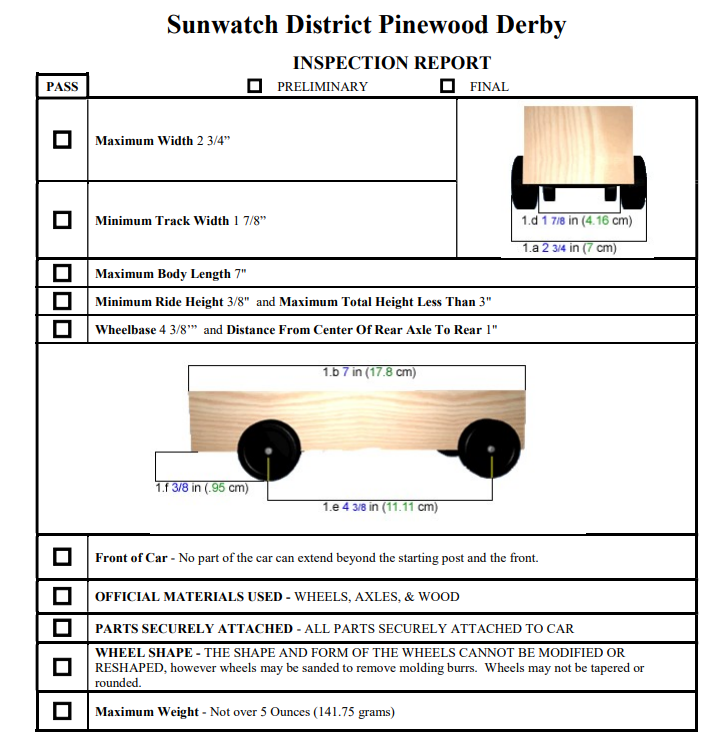 Sunwatch District Pinewood Derby
INSPECTION REPORT
PASS
PRELIMINARY
FINAL
Maximum Width 2 3/4”
Minimum Track Width 1 7/8”
1.d 1 7/8 in (4.16 cm)
1.a 2 3/4 in (7 cm)
Maximum Body Length 7"
Minimum Ride Height 3/8" and Maximum Total Height Less Than 3"
Wheelbase 4 3/8’” and Distance From Center Of Rear Axle To Rear 1"
1.b 7 in (17.8 cm)
1.f 3/8 in (.95 cm)
1.e 4 3/8 in (11.11 cm)
Front of Car - No part of the car can extend beyond the starting post and the front.
OFFICIAL MATERIALS USED - WHEELS, AXLES, & WOOD
PARTS SECURELY ATTACHED - ALL PARTS SECURELY ATTACHED TO CAR
WHEEL SHAPE - THE SHAPE AND FORM OF THE WHEELS CANNOT BE MODIFIED OR
RESHAPED, however wheels may be sanded to remove molding burrs. Wheels may not be tapered or
rounded.
Maximum Weight - Not over 5 Ounces (141.75 grams)